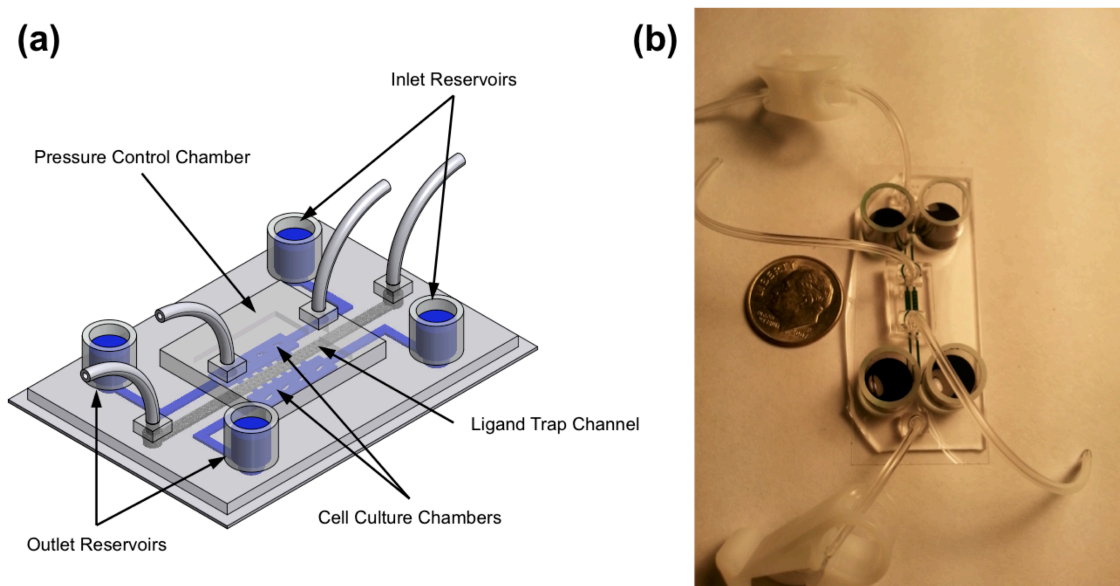 (a)
(b)
Inlet Reservoirs
Pressure Control Chamber
Ligand Trap Channel
Cell Culture Chambers
Outlet Reservoirs
LIBERTY